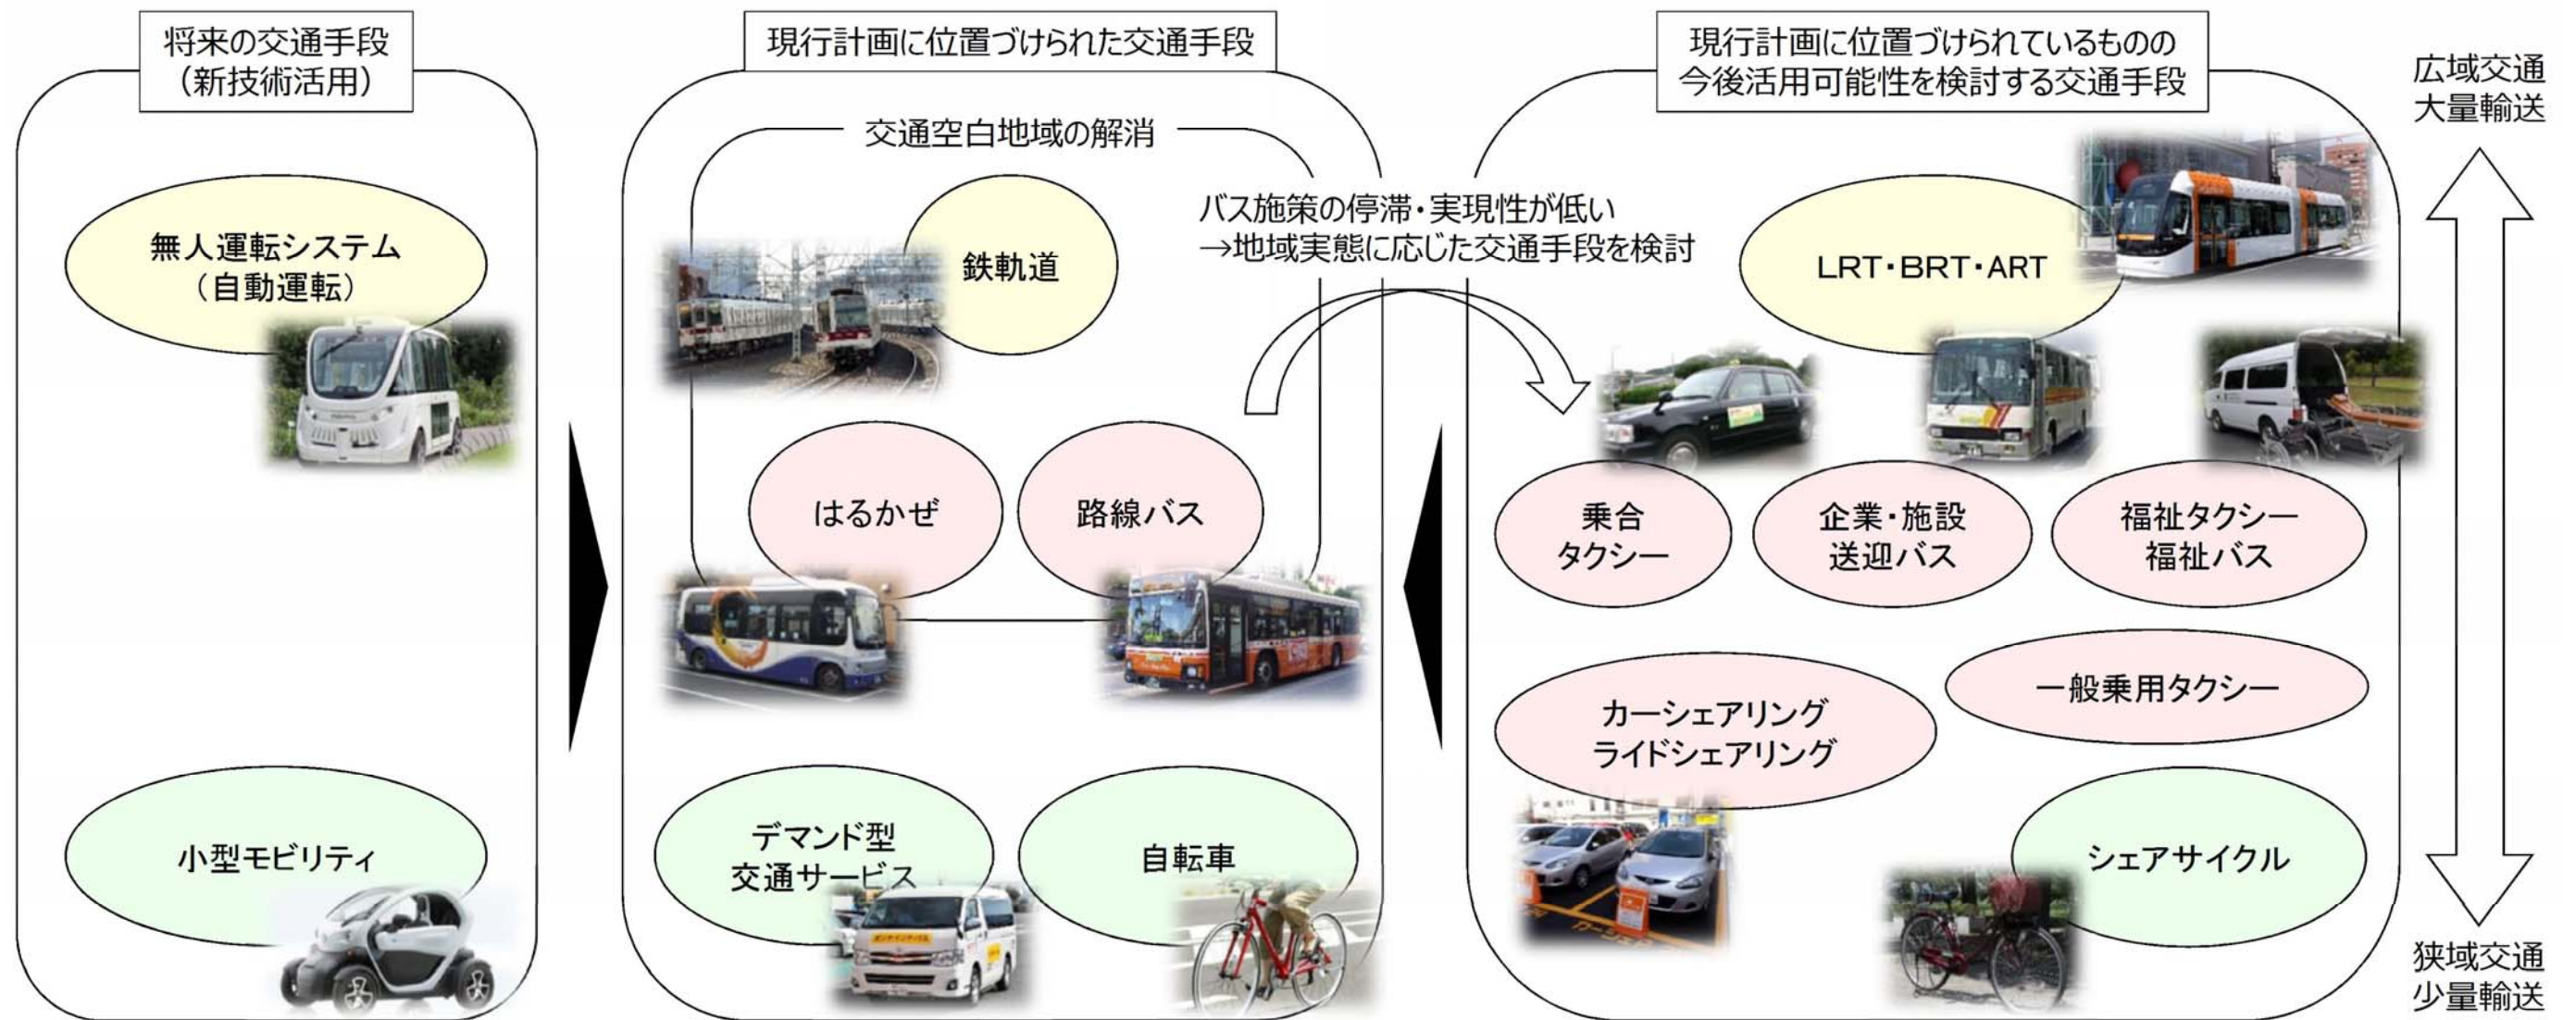 将来の交通手段
（新技術活用）
無人運転システム
（自動運転）
小型モビリティ
現行計画に位置づけられた交通手段
交通空白地域の解消
鉄軌道
はるかぜ
路線バス
デマンド型
交通サービス
自転車
バス施策の停滞・実現性が低い
→地域実態に応じた交通手段を検討
現行計画に位置づけられているものの
今後活用可能性を検討する交通手段
LRT・BRT・ART
乗合
タクシー
企業・施設
送迎バス
福祉タクシー
福祉バス
カーシェアリング
ライドシェアリング
一般乗用タクシー
シェアサイクル
広域交通
大量輸送
狭域交通
少量輸送